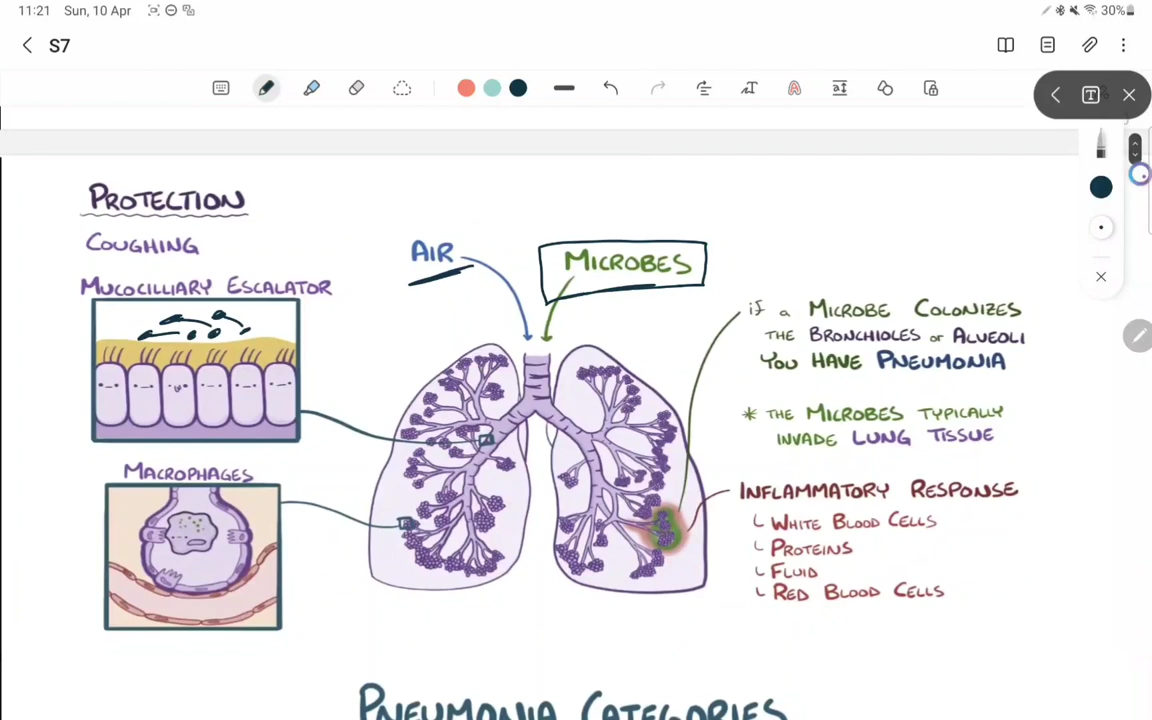 11:21 Sun, 10 Apr 30%
S7
PROTECTION
COUGHING
MUCOCILLIARY ESCALATOR
MACROPHAGES
AIR
MICROBES
if a MICROBE COLONIZES
THE BRONCHIOLES or ALVEOLI
YOU HAVE PNEUMONIA
* THE MICROBES TYPICALLY
INVADE LUNG TISSUE
INFLAMMATORY RESPONSE
WHITE BLOOD CELLS
PROTEINS
FLUID
RED BLOOD CELLS
PNEUMONIA CATEGORIES